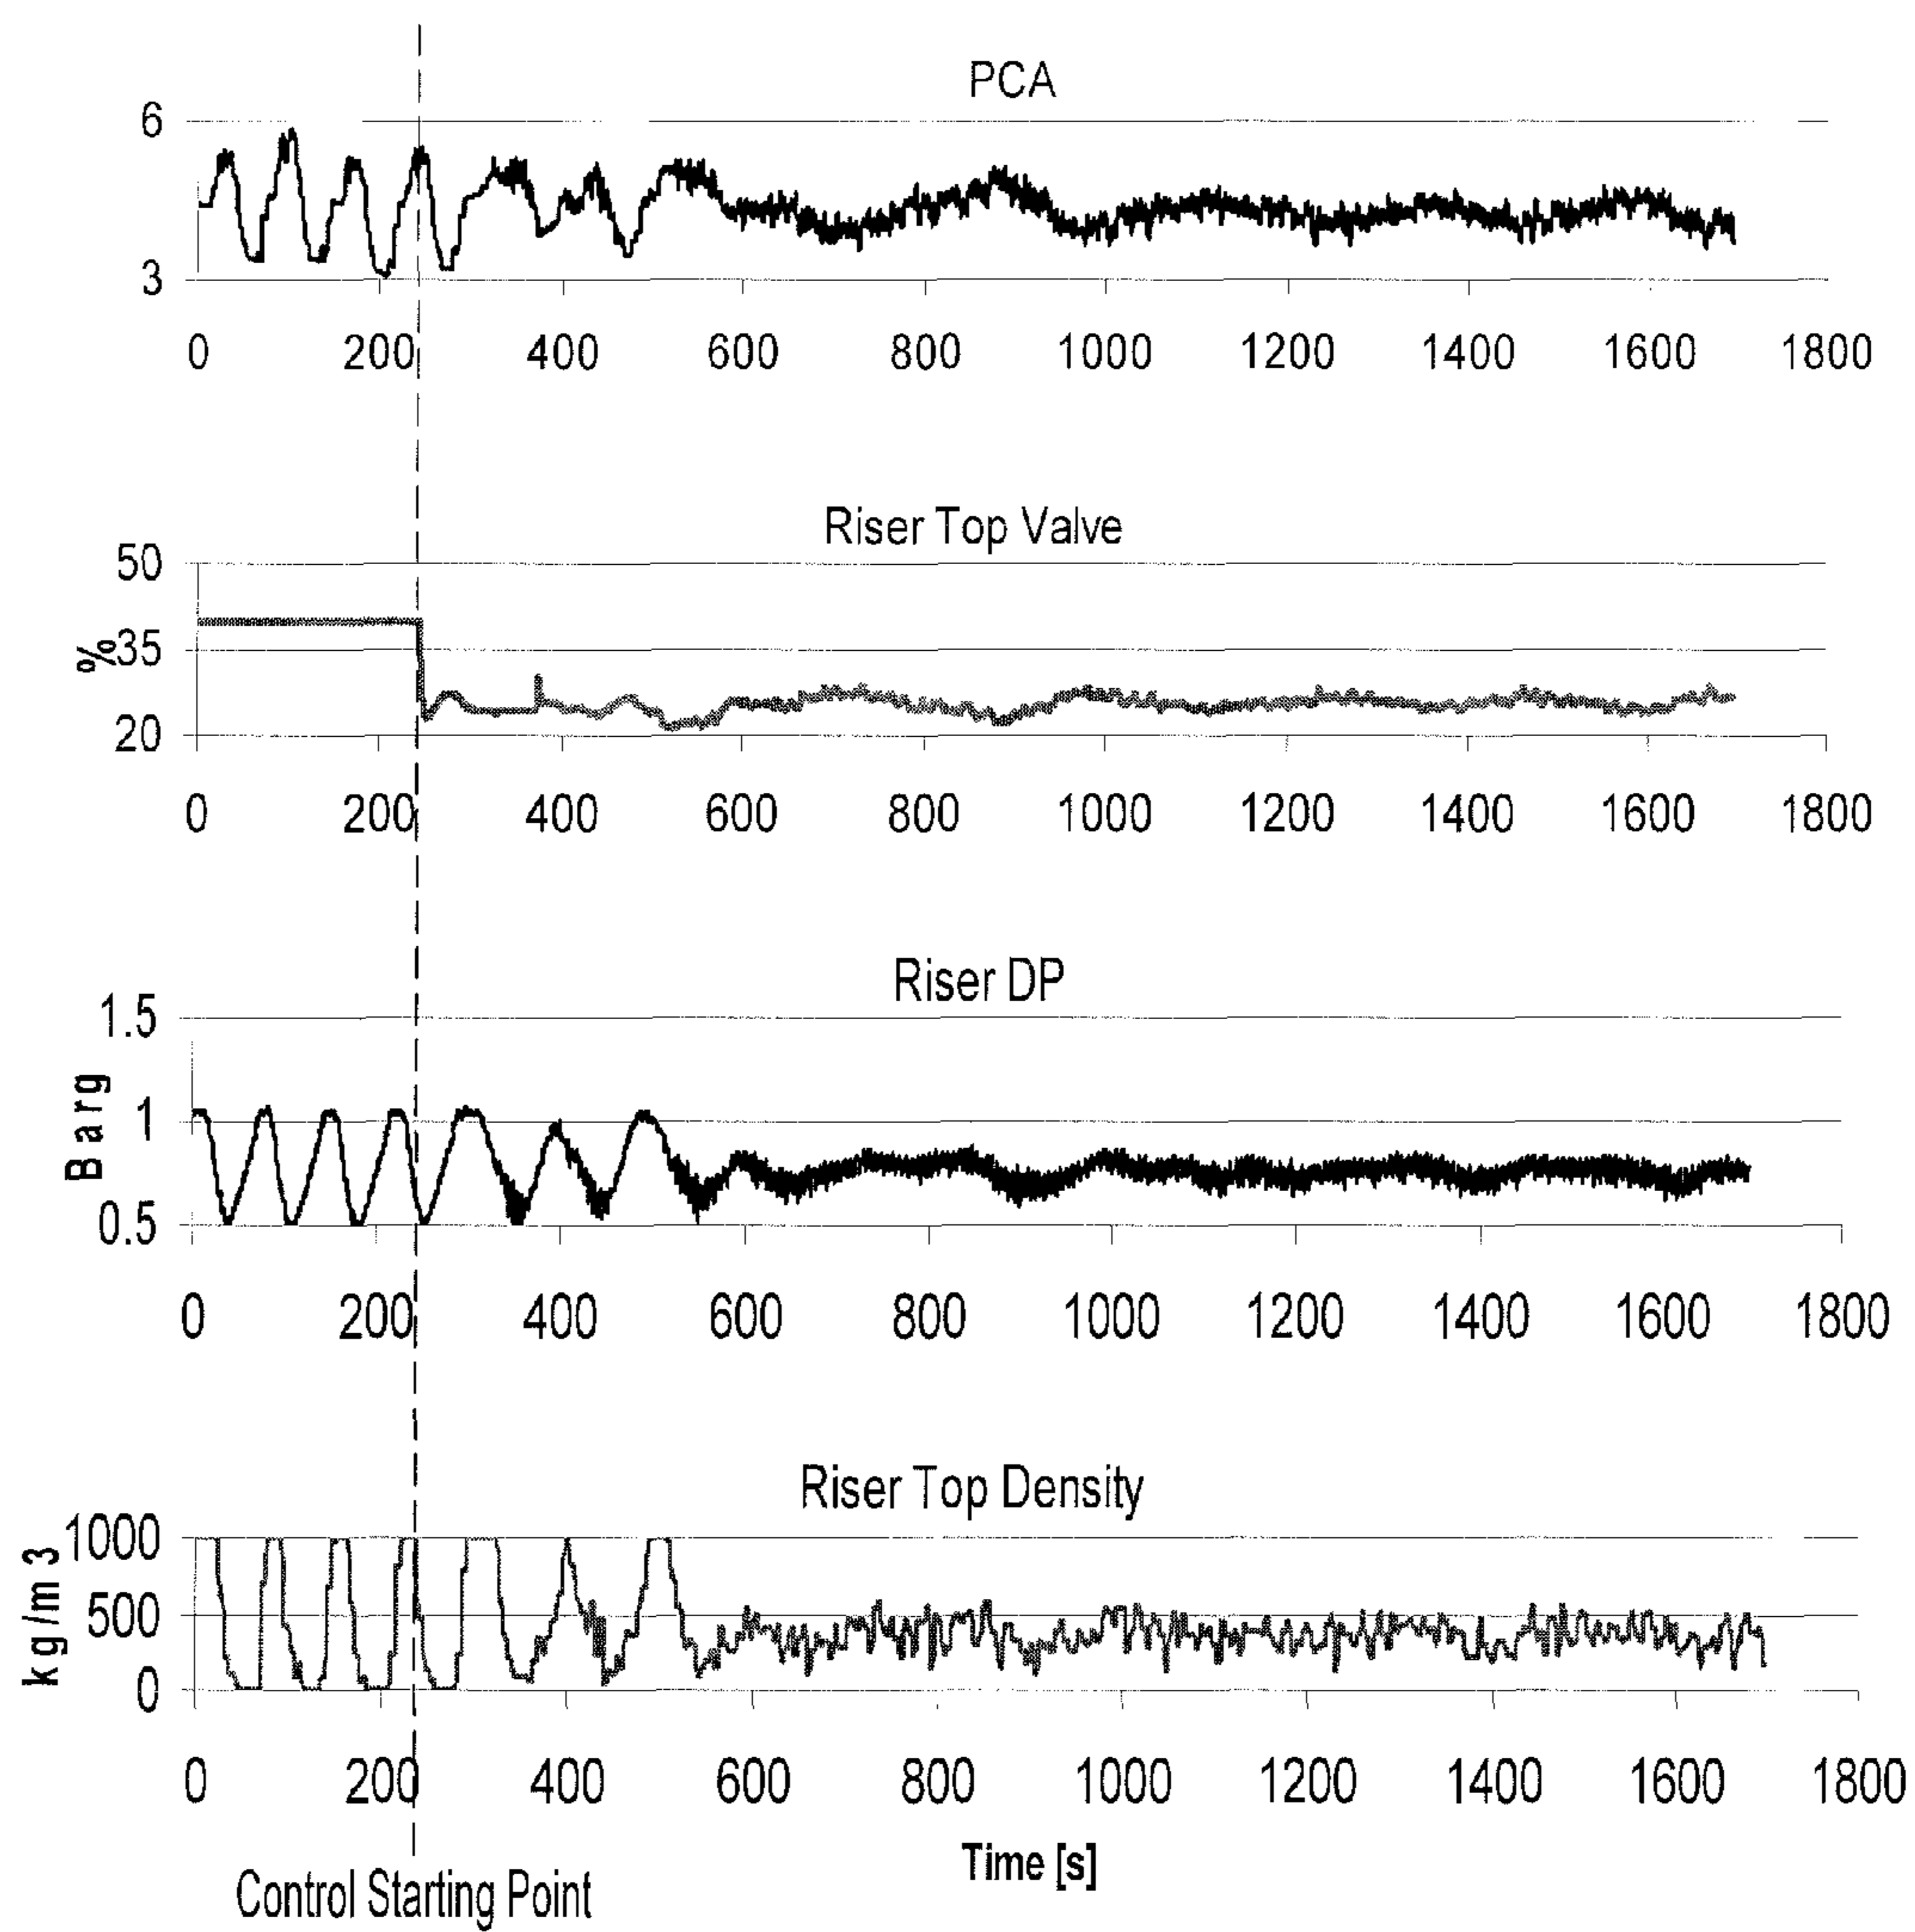 PCA
6
3
0 200 400 600 800 1000 1200 1400 1600 1800
Riser Top Valve
50
35
20
%
0 200 400 600 800 1000 1200 1400 1600 1800
Riser DP
1.5
1
0.5
Barg
0 200 400 600 800 1000 1200 1400 1600 1800
Riser Top Density
1000
500
0
kg/m3
0 200 400 600 800 1000 1200 1400 1600 1800
Time [s]
Control Starting Point